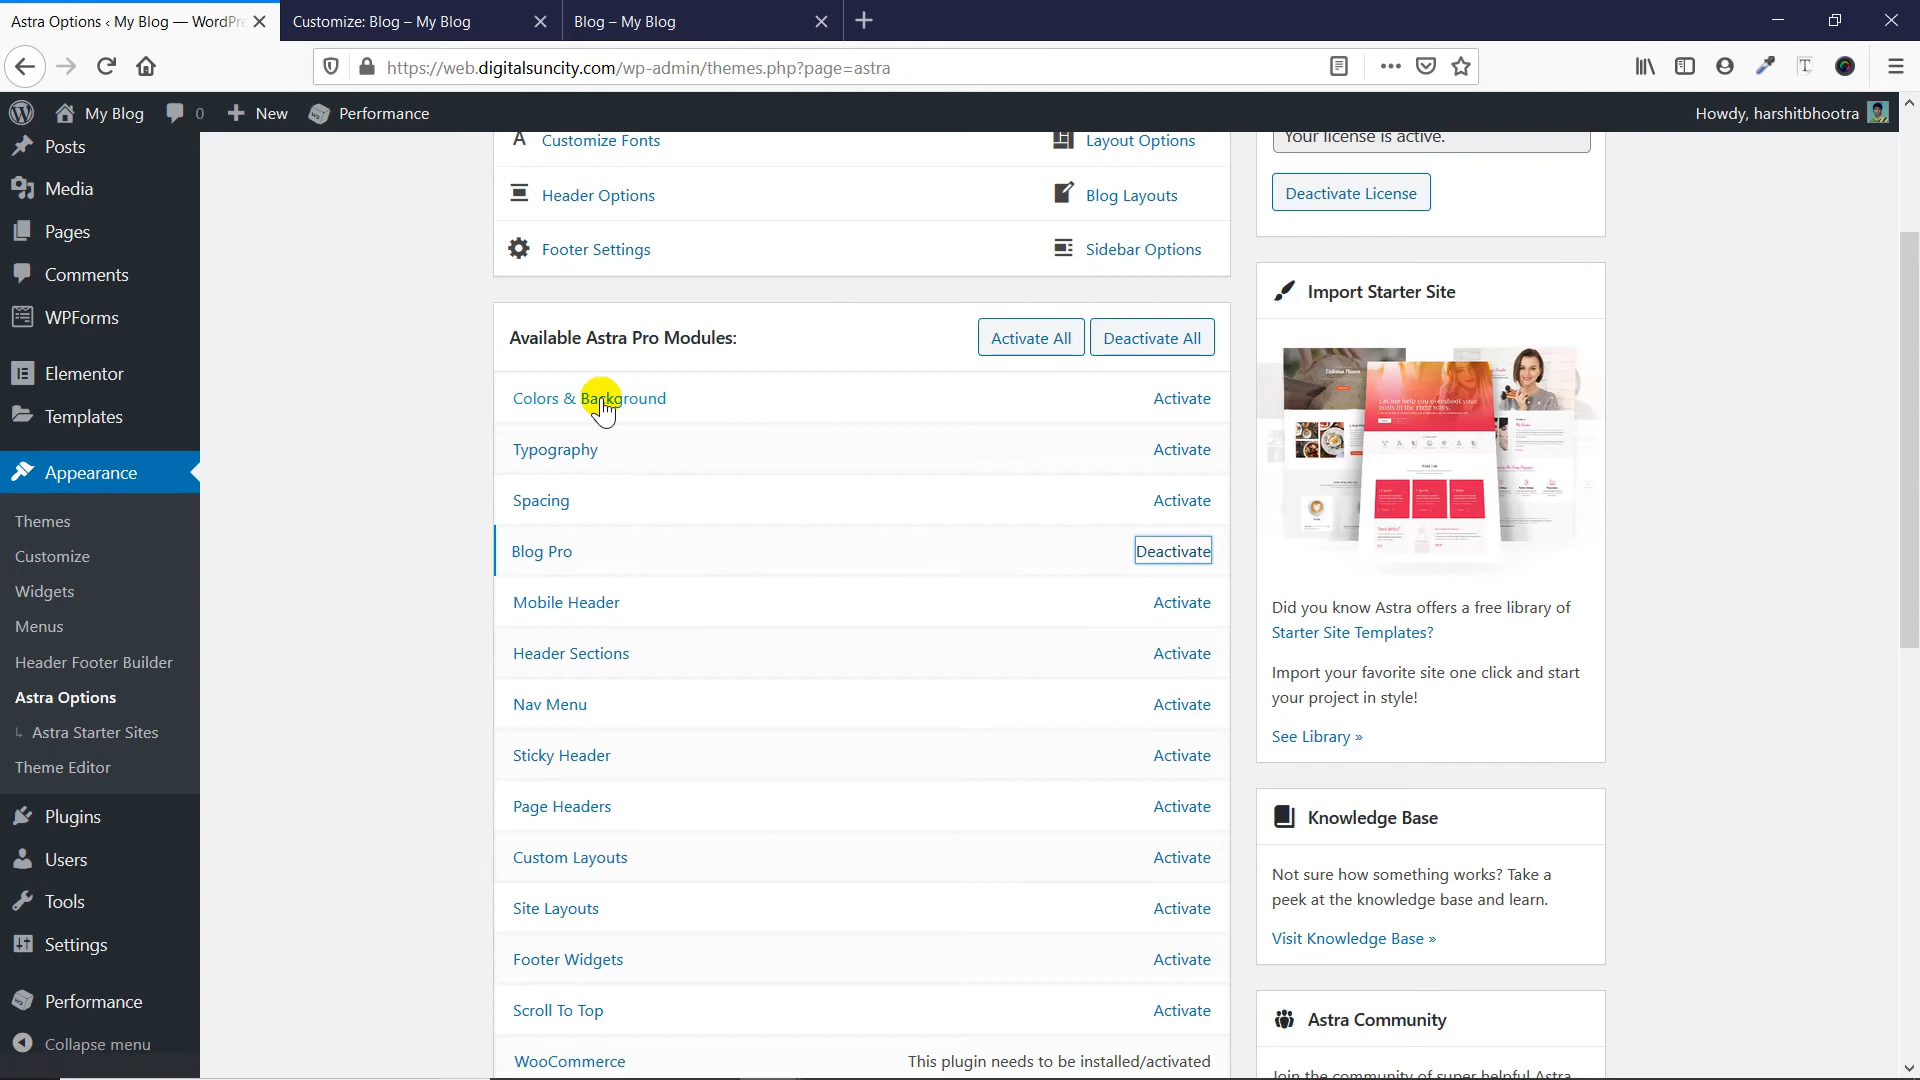 Astra Options ‹ My Blog — WordPre
Customize: Blog – My Blog
Blog – My Blog
https://web.digitalsuncity.com/wp-admin/themes.php?page=astra
My Blog
0
New
Performance
Howdy, harshitbhootra
Posts
Media
Pages
Comments
WPForms
Elementor
Templates
Appearance
Themes
Customize
Widgets
Menus
Header Footer Builder
Astra Options
Astra Starter Sites
Theme Editor
Plugins
Users
Tools
Settings
Performance
Collapse menu
Customize Fonts
Layout Options
Header Options
Blog Layouts
Footer Settings
Sidebar Options
Available Astra Pro Modules:
Activate All
Deactivate All
Colors & Background
Activate
Typography
Activate
Spacing
Activate
Blog Pro
Deactivate
Mobile Header
Activate
Header Sections
Activate
Nav Menu
Activate
Sticky Header
Activate
Page Headers
Activate
Custom Layouts
Activate
Site Layouts
Activate
Footer Widgets
Activate
Scroll To Top
Activate
WooCommerce
This plugin needs to be installed/activated
Your license is active.
Deactivate License
Import Starter Site
Did you know Astra offers a free library of
Starter Site Templates?
Import your favorite site one click and start
your project in style!
See Library »
Knowledge Base
Not sure how something works? Take a
peek at the knowledge base and learn.
Visit Knowledge Base »
Astra Community
Join the community of super helpful Astra